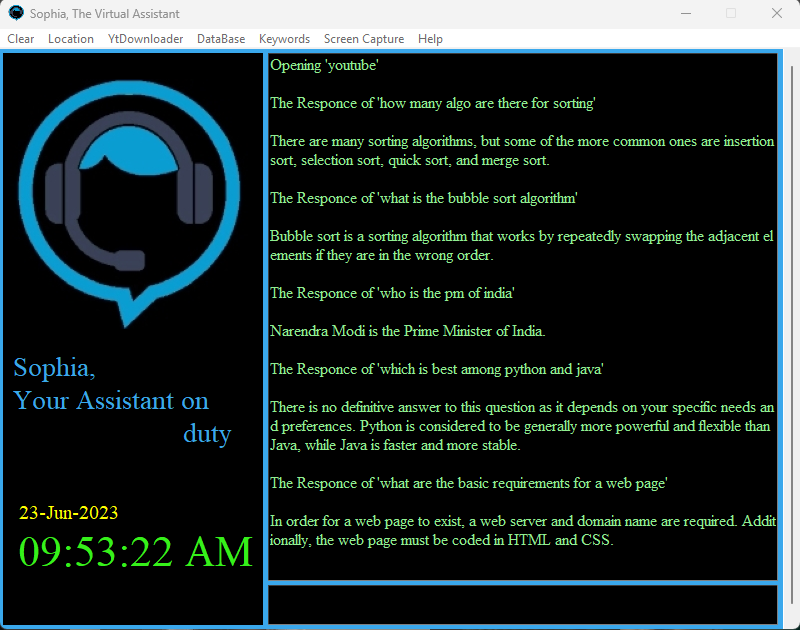 Sophia, The Virtual Assistant
Clear Location YtDownloader DataBase Keywords Screen Capture Help
Sophia,
Your Assistant on
duty
23-Jun-2023
09:53:22 AM
Opening 'youtube'
The Responce of 'how many algo are there for sorting'
There are many sorting algorithms, but some of the more common ones are insertion
sort, selection sort, quick sort, and merge sort.
The Responce of 'what is the bubble sort algorithm'
Bubble sort is a sorting algorithm that works by repeatedly swapping the adjacent el
ements if they are in the wrong order.
The Responce of 'who is the pm of india'
Narendra Modi is the Prime Minister of India.
The Responce of 'which is best among python and java'
There is no definitive answer to this question as it depends on your specific needs an
d preferences. Python is considered to be generally more powerful and flexible than
Java, while Java is faster and more stable.
The Responce of 'what are the basic requirements for a web page'
In order for a web page to exist, a web server and domain name are required. Addit
ionally, the web page must be coded in HTML and CSS.